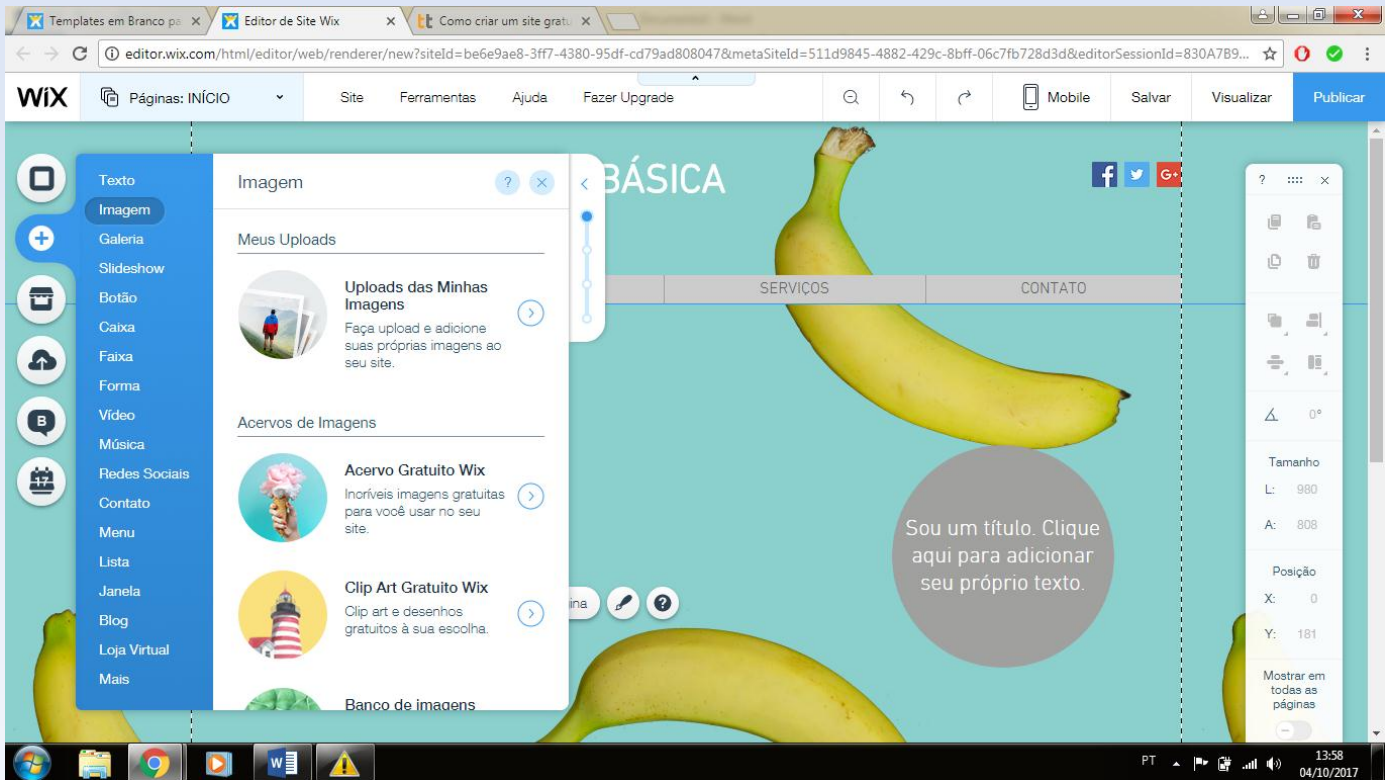 Templates em Branco pa
Editor de Site Wix
Como criar um site gratu
editor.wix.com/html/editor/web/renderer/new?siteId=be6e9ae8-3ff7-4380-95df-cd79ad808047&metaSiteId=511d9845-4882-429c-8bff-06c7fb728d3d&editorSessionId=830A7B9...
WiX
Páginas: INÍCIO
Site
Ferramentas
Ajuda
Fazer Upgrade
Mobile
Salvar
Visualizar
Publicar
Texto
Imagem
Galeria
Slideshow
Botão
Caixa
Faixa
Forma
Vídeo
Música
Redes Sociais
Contato
Menu
Lista
Janela
Blog
Loja Virtual
Mais
B
17
Imagem
?
Meus Uploads
Uploads das Minhas
Imagens
Faça upload e adicione
suas próprias imagens ao
seu site.
Acervos de Imagens
Acervo Gratuito Wix
Incríveis imagens gratuitas
para você usar no seu
site.
Clip Art Gratuito Wix
Clip art e desenhos
gratuitos à sua escolha.
Banco de imagens
BÁSICA
f
G+
SERVIÇOS
CONTATO
Sou um título. Clique
aqui para adicionar
seu próprio texto.
ina
?
?
0°
Tamanho
L: 980
A: 808
Posição
X: 0
Y: 181
Mostrar em
todas as
páginas
PT
13:58
04/10/2017